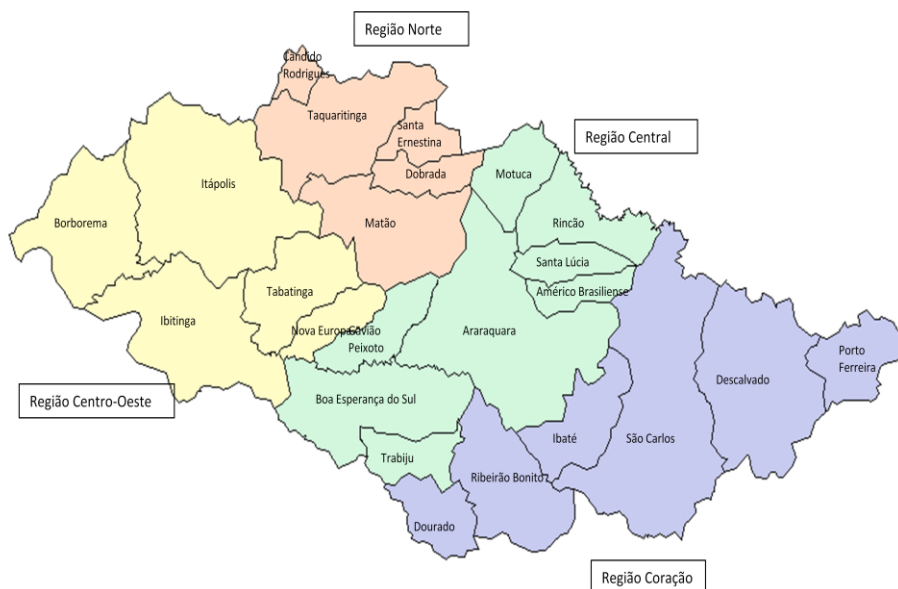 Região Norte
Cândido
Rodrigues
Taquaritinga
Santa
Ernestina
Região Central
Dobrada
Motuca
Itápolis
Borborema
Matão
Rincão
Santa Lúcia
Américo Brasiliense
Tabatinga
Ibitinga
Nova Europa
Gavião
Peixoto
Araraquara
Porto
Ferreira
Descalvado
Região Centro-Oeste
Boa Esperança do Sul
Ibaté
São Carlos
Trabiju
Ribeirão Bonito
Dourado
Região Coração